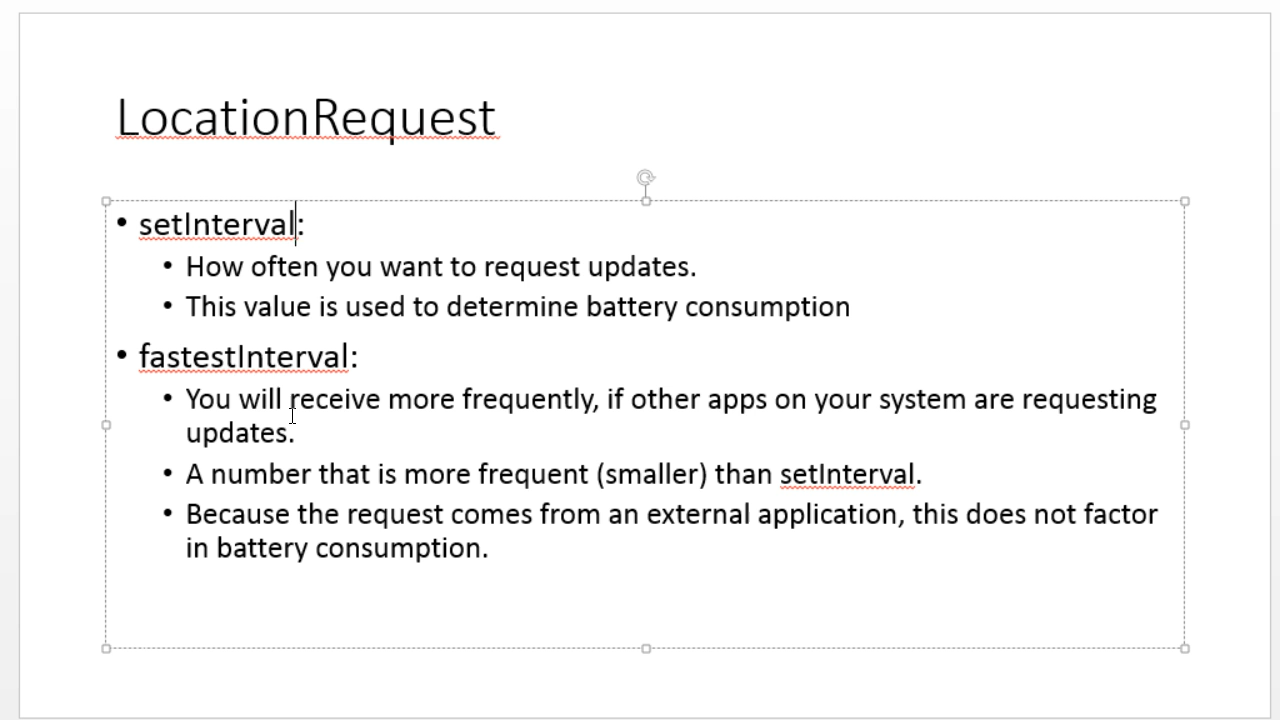 LocationRequest
• setInterval:
• How often you want to request updates.
• This value is used to determine battery consumption
• fastestInterval:
• You will receive more frequently, if other apps on your system are requesting
updates.
• A number that is more frequent (smaller) than setInterval.
• Because the request comes from an external application, this does not factor
in battery consumption.